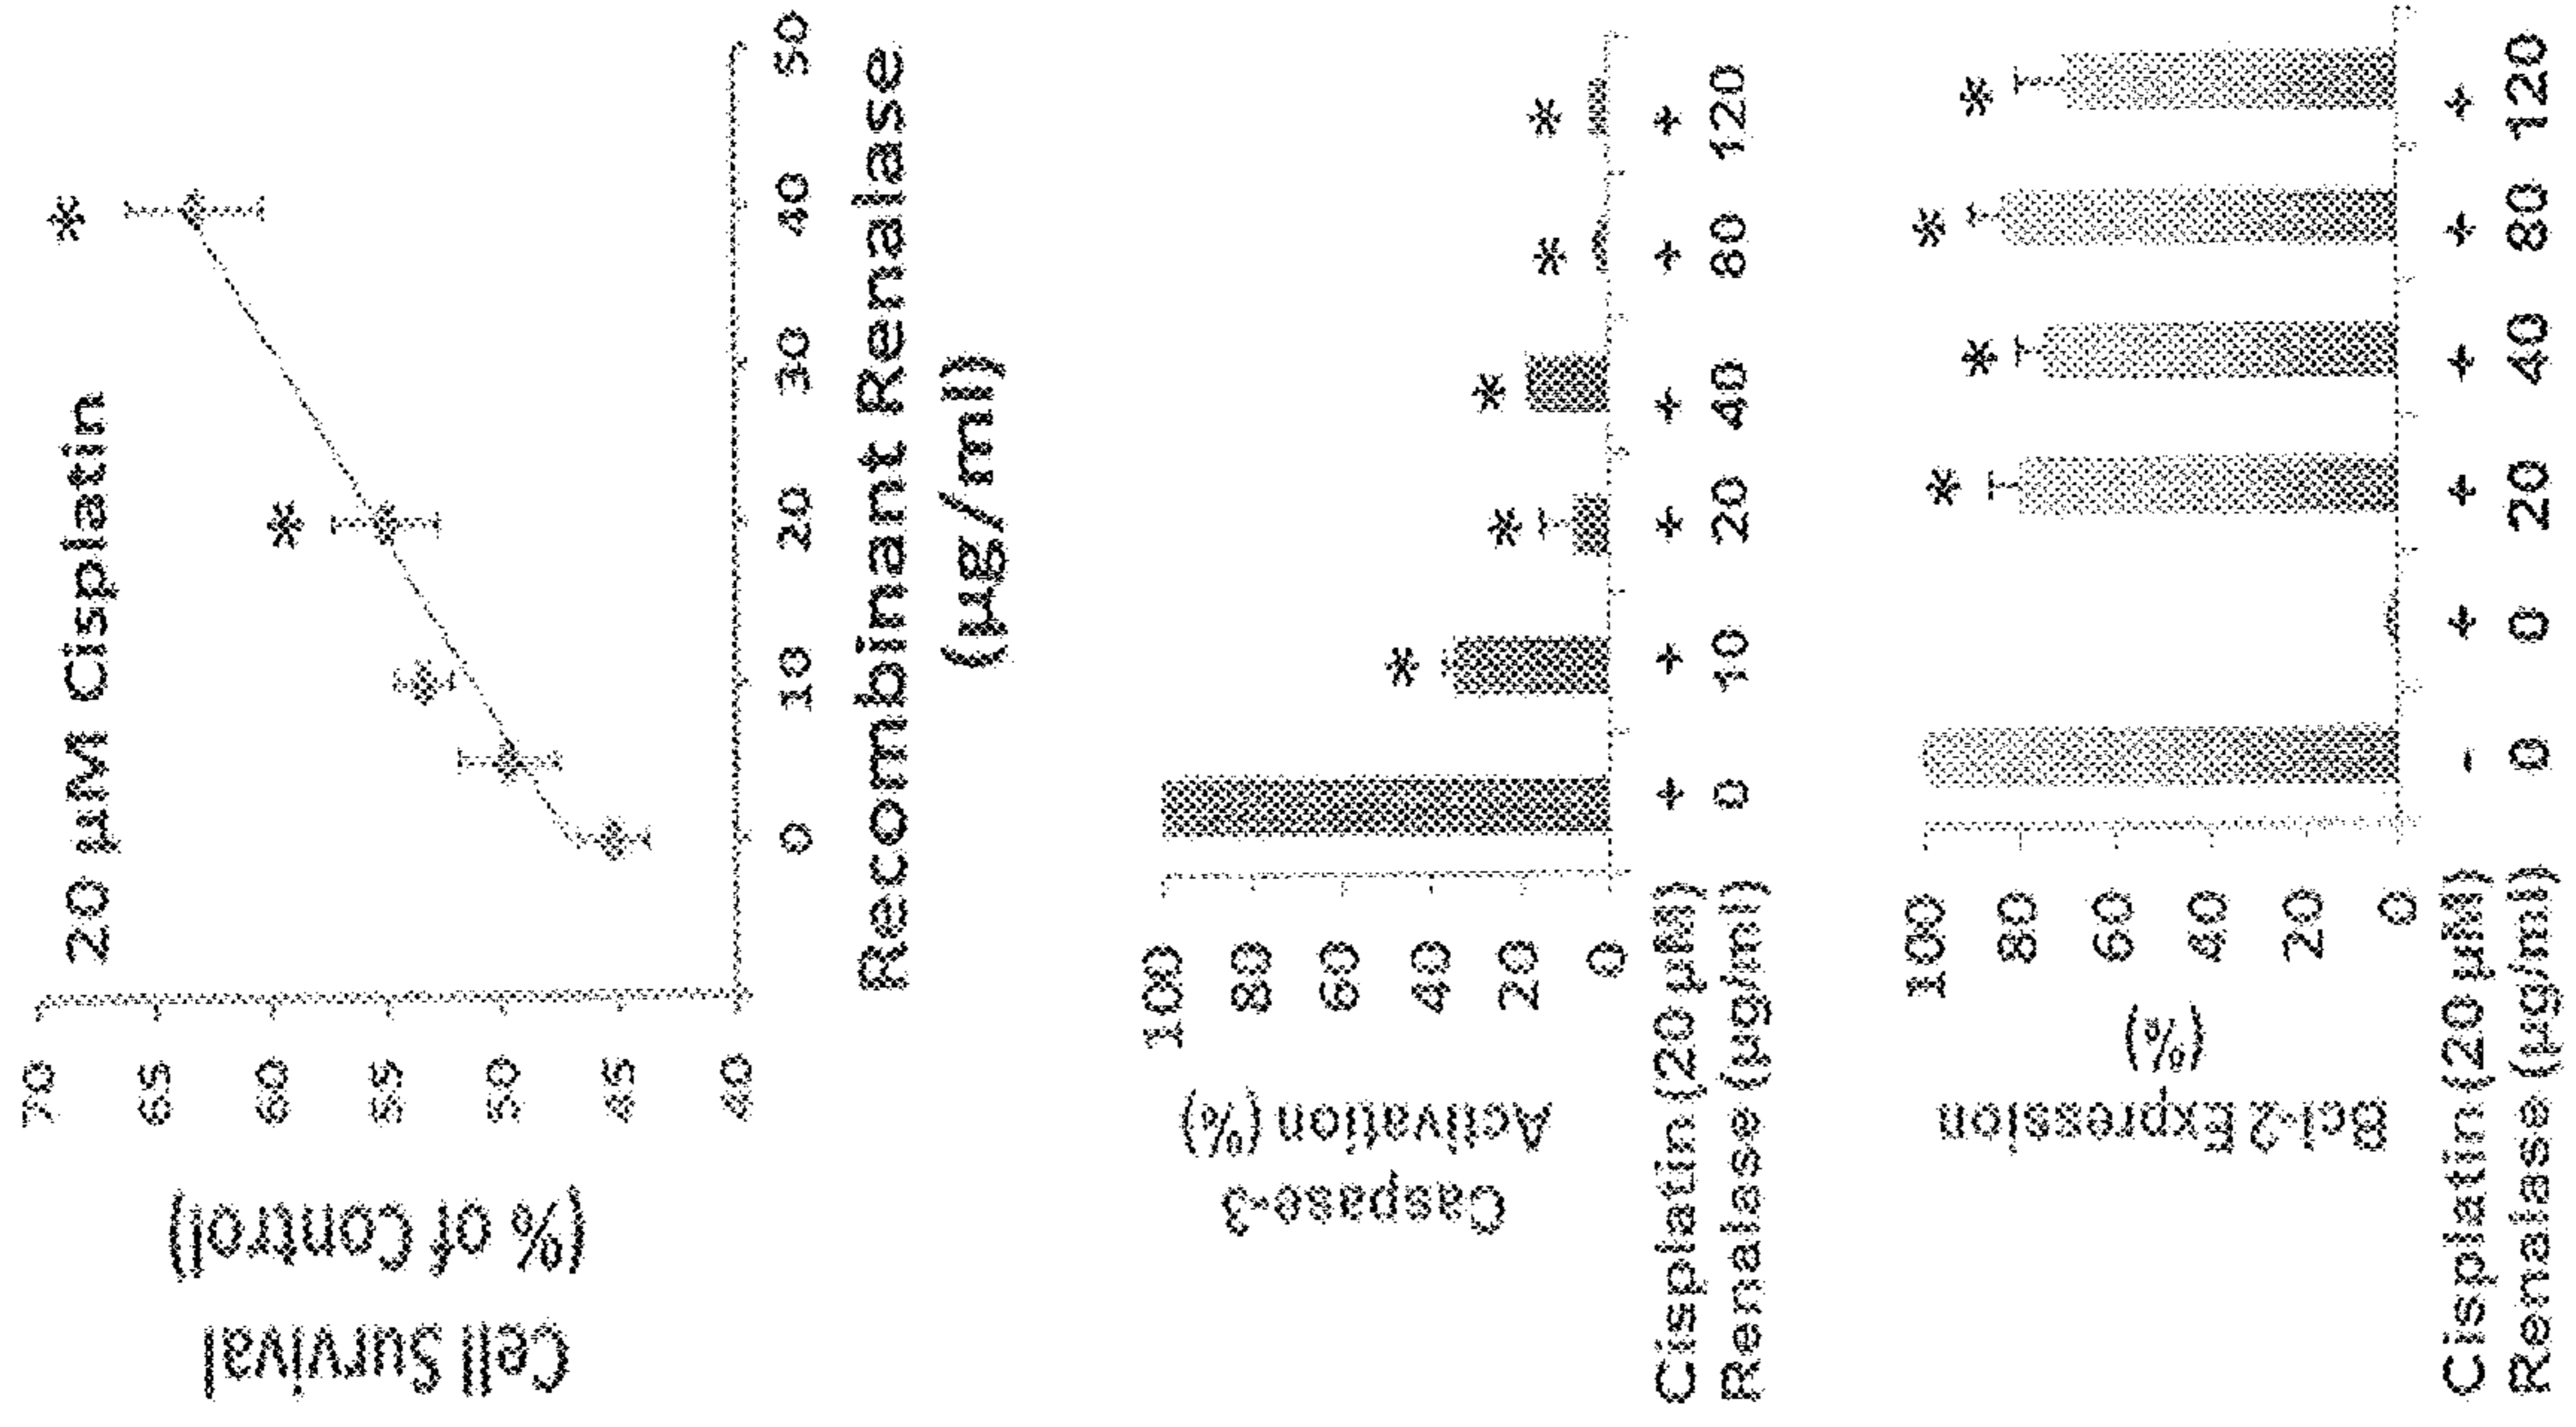 20 µM Cisplatin
*
*
70
65
60
55
50
45
40
Cell Survival
(% of Control)
0 10 20 30 40 50
Recombinant Renalase
(µg/ml)
100
80
60
40
20
0
Caspase-3
Activation (%)
* * * * *
Cisplatin (20 µM) + + + + + +
Renalase (µg/ml) 0 10 20 40 80 120
100
80
60
40
20
0
Bcl-2 Expression
(%)
* * * *
Cisplatin (20 µM) - + + + + +
Renalase (µg/ml) 0 0 20 40 80 120